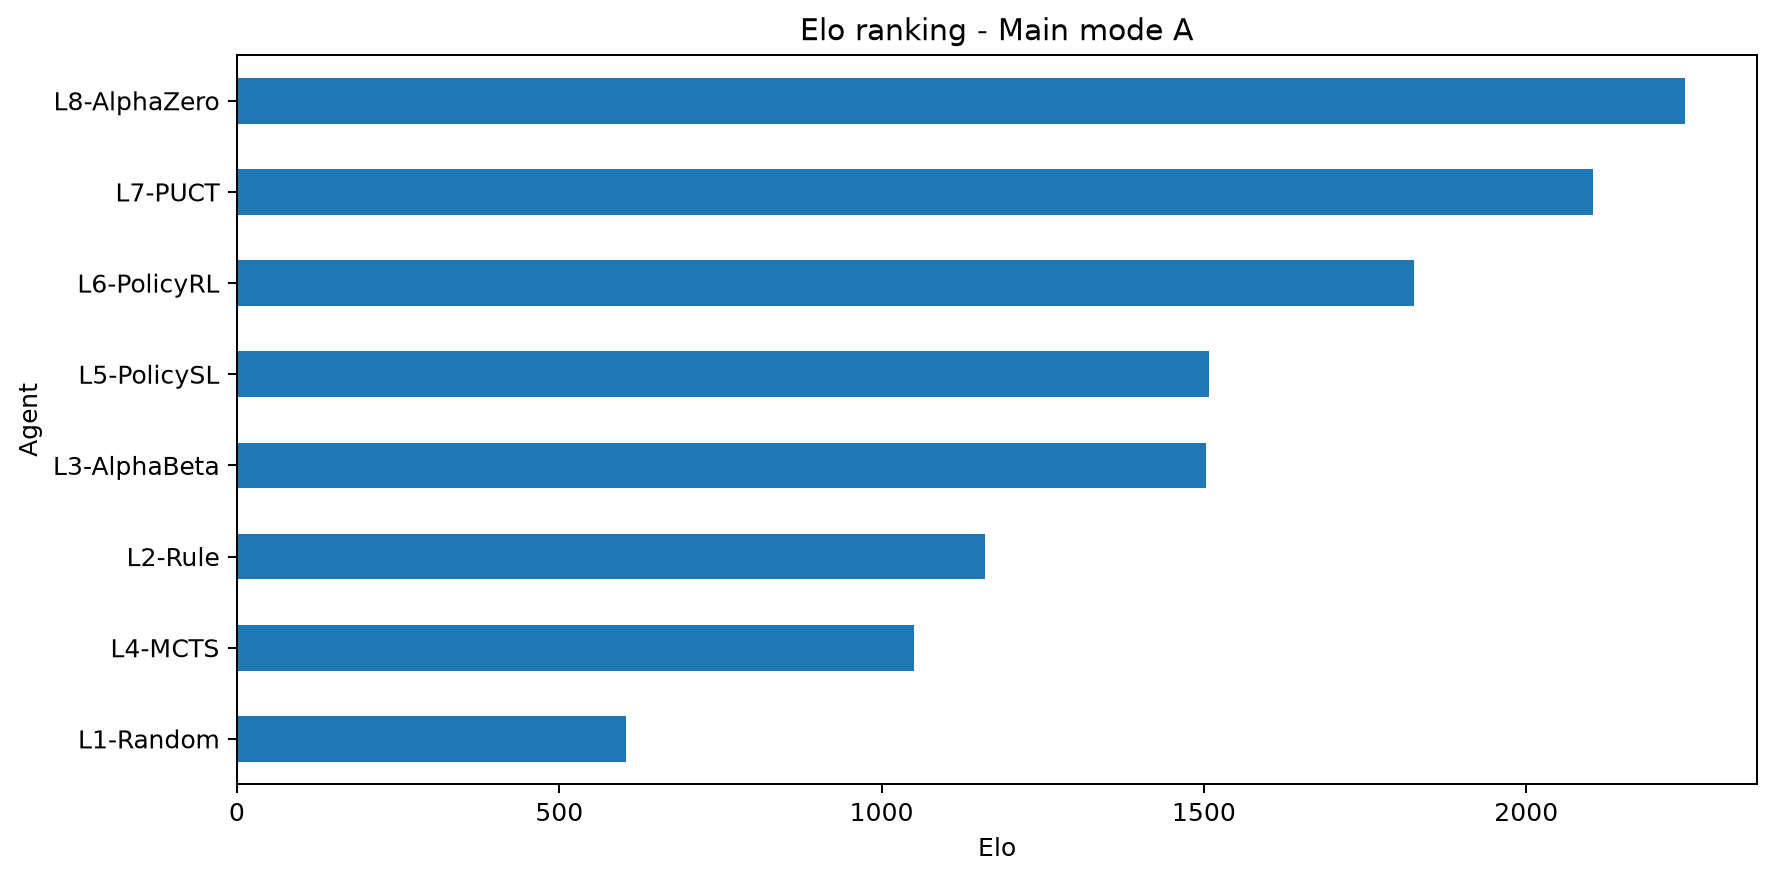 Elo ranking - Main mode A
L8-AlphaZero
L7-PUCT
L6-PolicyRL
L5-PolicySL
L3-AlphaBeta
L2-Rule
L4-MCTS
L1-Random
Agent
0 500 1000 1500 2000
Elo